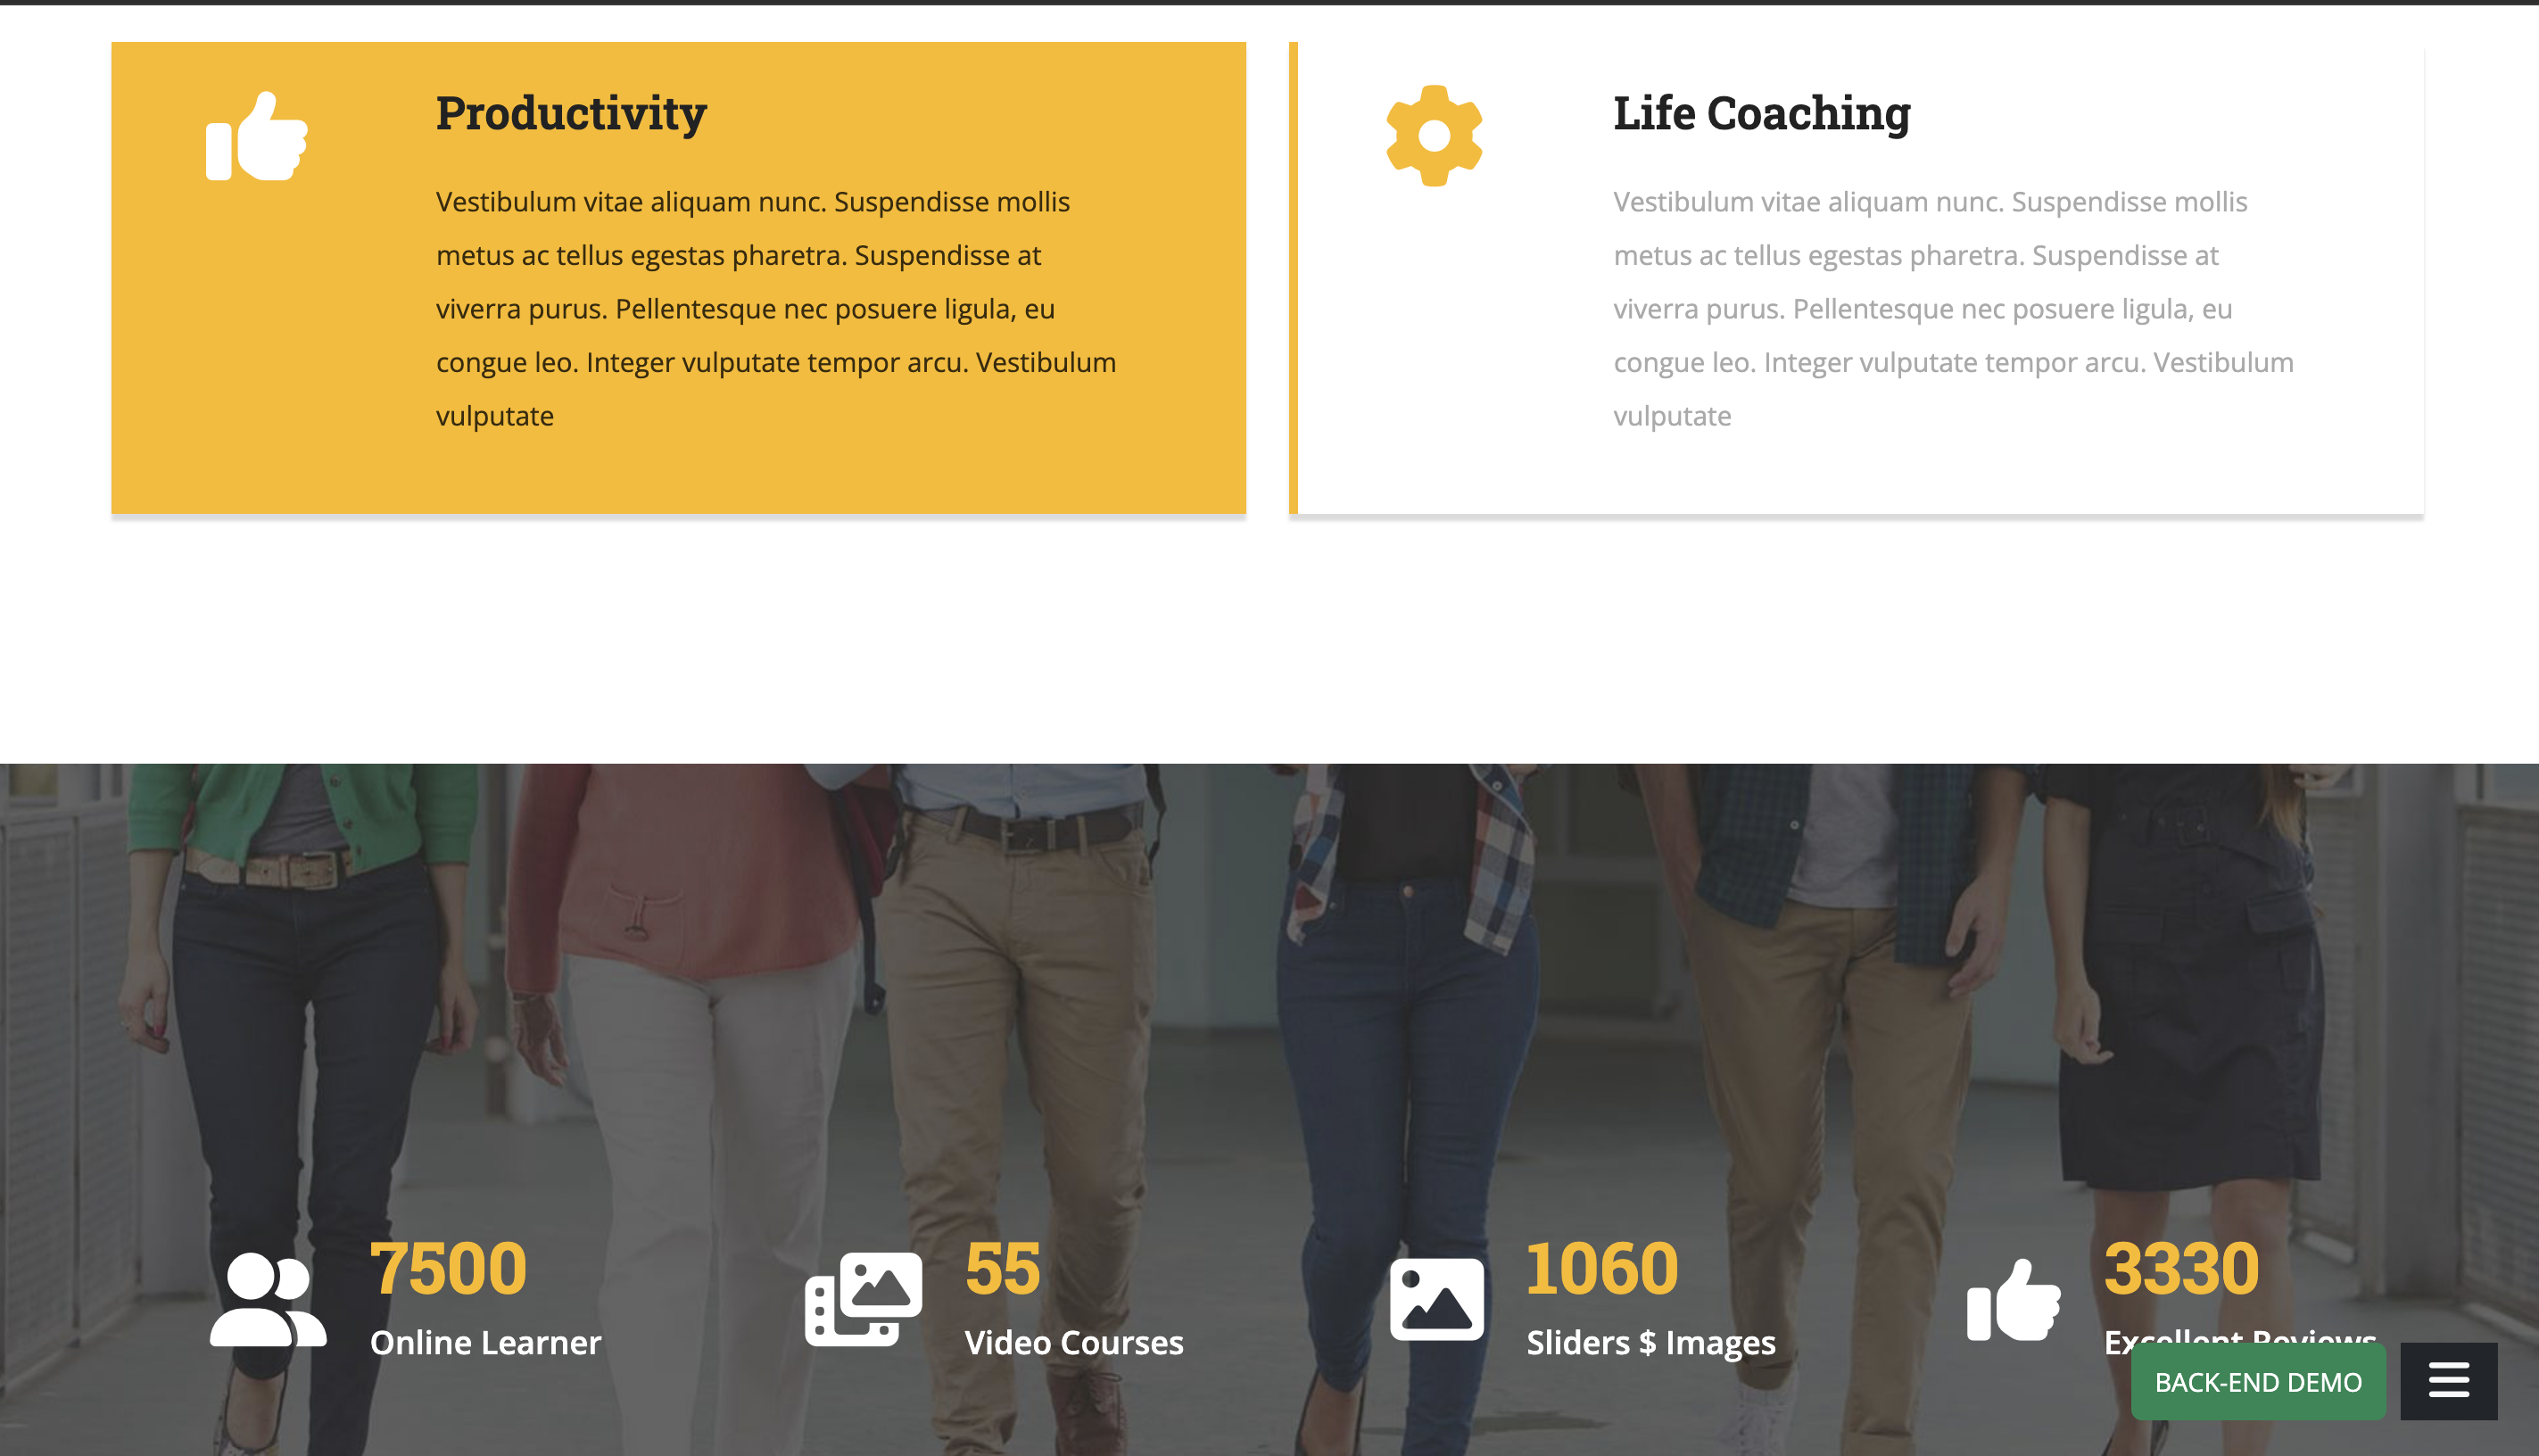 Productivity
Vestibulum vitae aliquam nunc. Suspendisse mollis
metus ac tellus egestas pharetra. Suspendisse at
viverra purus. Pellentesque nec posuere ligula, eu
congue leo. Integer vulputate tempor arcu. Vestibulum
vulputate
Life Coaching
Vestibulum vitae aliquam nunc. Suspendisse mollis
metus ac tellus egestas pharetra. Suspendisse at
viverra purus. Pellentesque nec posuere ligula, eu
congue leo. Integer vulputate tempor arcu. Vestibulum
vulputate
7500
Online Learner
55
Video Courses
1060
Sliders $ Images
3330
Excellent Reviews
BACK-END DEMO